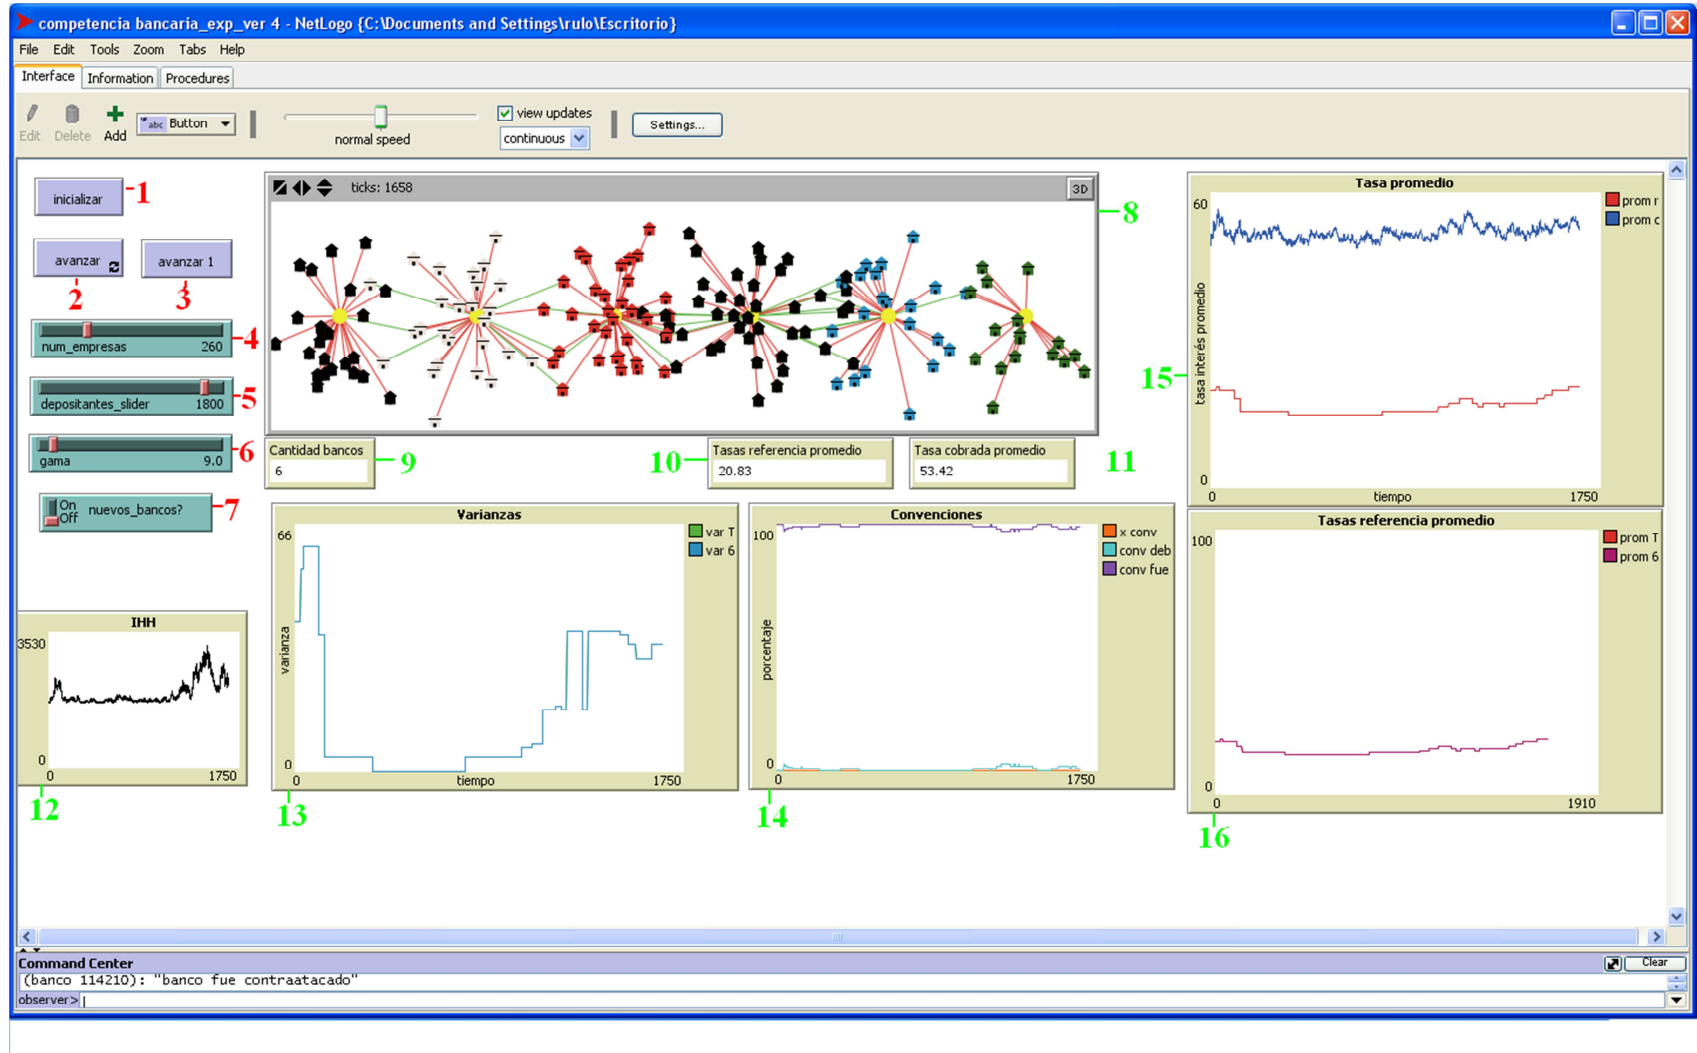 competencia bancaria_exp_ver 4 - NetLogo {C:\Documents and Settings\rulo\Escritorio}
File Edit Tools Zoom Tabs Help
Interface Information Procedures
Edit Delete Add abc Button normal speed view updates continuous Settings...
inicializar 1
avanzar 2
avanzar 1 3
num_empresas 260 4
depositantes_slider 1800 5
gama 9.0 6
On Off nuevos_bancos? 7
ticks: 1658 3D 8
Cantidad bancos
6 9
10 Tasas referencia promedio
20.83
Tasa cobrada promedio
53.42 11
IHH
3530
0
0 1750
12
Varianzas
66
varianza
0
0 tiempo 1750
var T
var 6
13
Convenciones
100
porcentaje
0
0 1750
x conv
conv deb
conv fue
14
Tasa promedio
60
tasa interés promedio
0
0 tiempo 1750
prom r
prom c
15
Tasas referencia promedio
100
0
0 1910
prom T
prom 6
16
Command Center Clear
(banco 114210): "banco fue contraatacado"
observer>